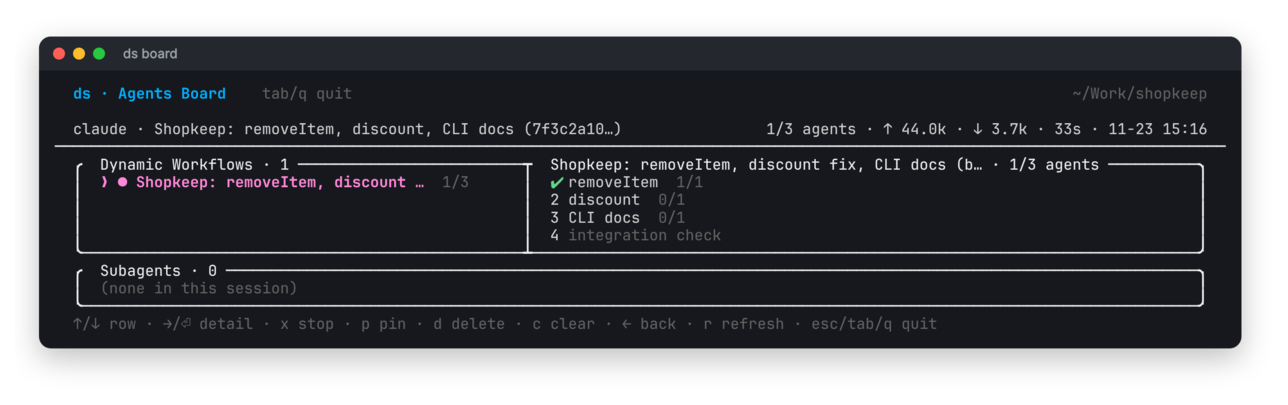 ds board
ds · Agents Board    tab/q quit    ~/Work/shopkeep
claude · Shopkeep: removeItem, discount, CLI docs (7f3c2a10…)    1/3 agents · ↑ 44.0k · ↓ 3.7k · 33s · 11-23 15:16
Dynamic Workflows · 1
❯ ● Shopkeep: removeItem, discount …  1/3
Shopkeep: removeItem, discount fix, CLI docs (b… · 1/3 agents
✔ removeItem  1/1
2 discount  0/1
3 CLI docs  0/1
4 integration check
Subagents · 0
(none in this session)
↑/↓ row · →/⏎ detail · x stop · p pin · d delete · c clear · ← back · r refresh · esc/tab/q quit